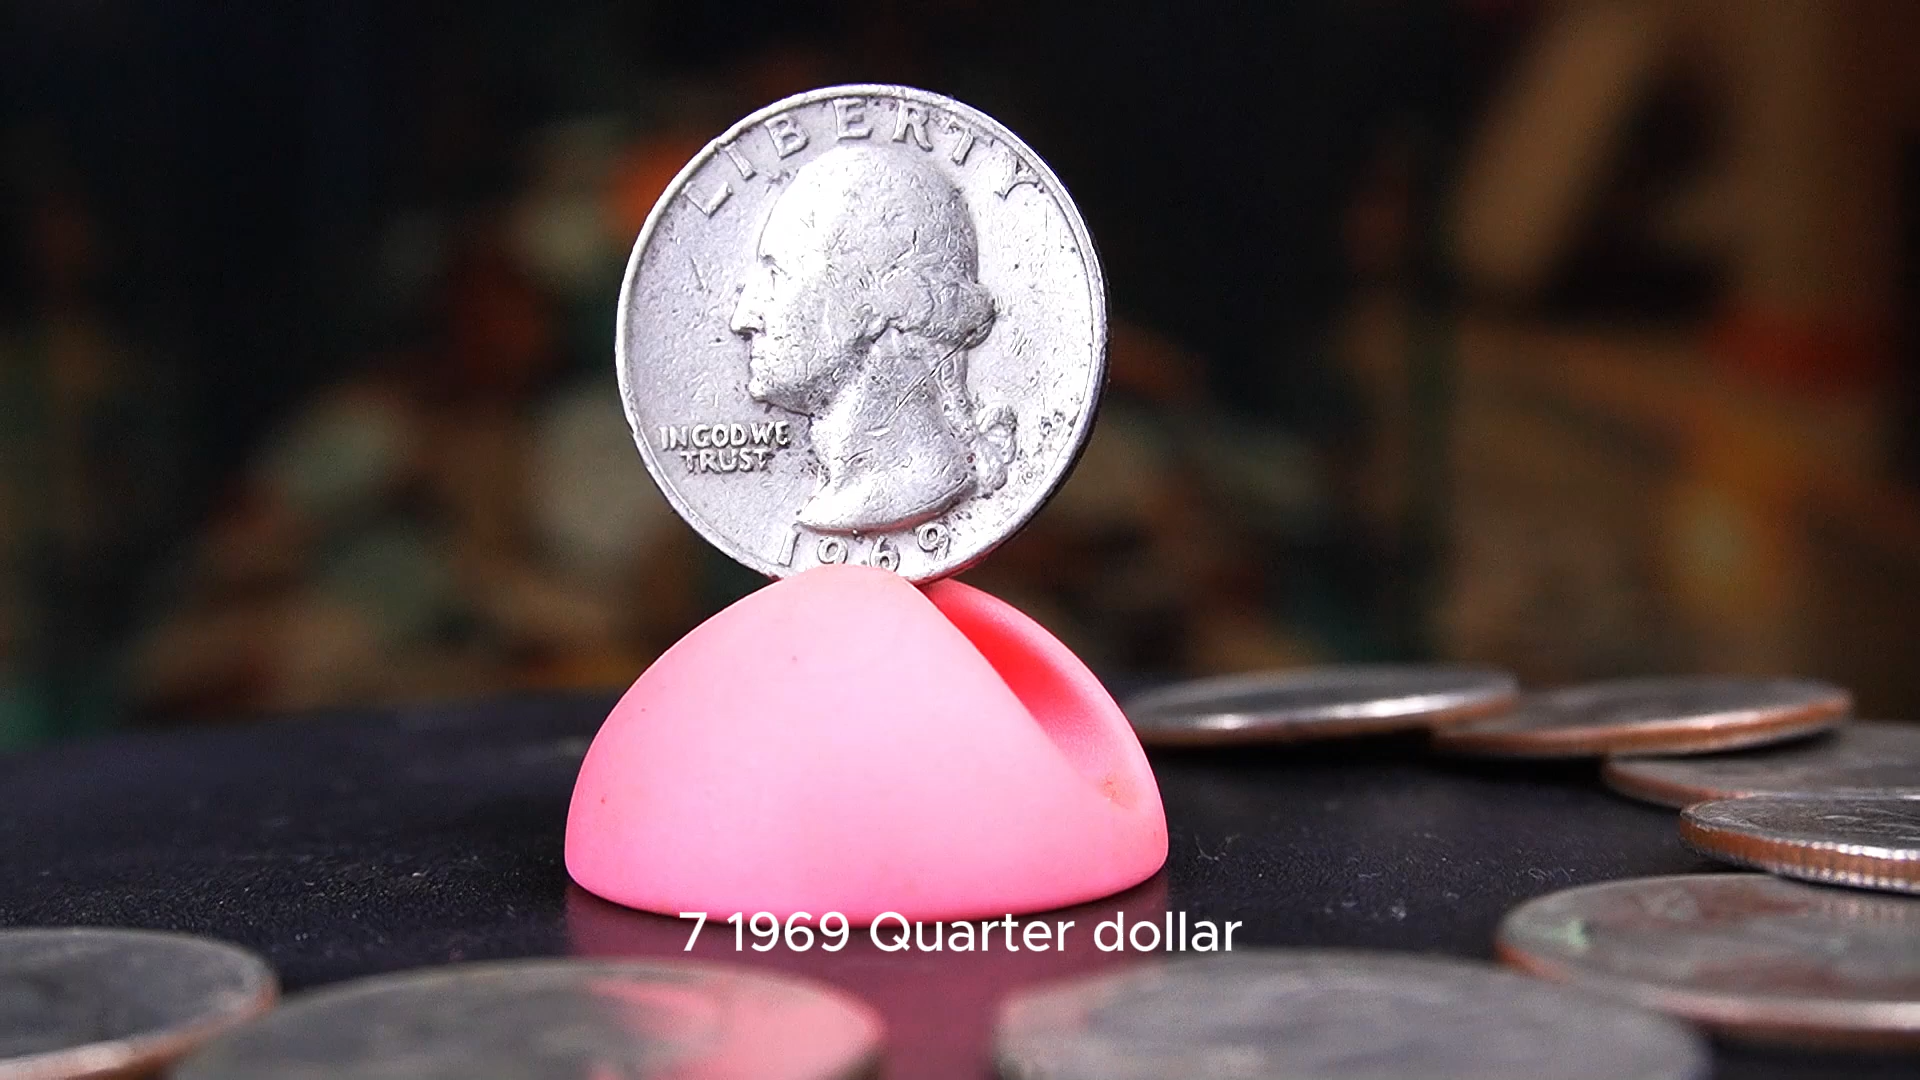 LIBERTY
IN GOD WE
TRUST
1969
7 1969 Quarter dollar